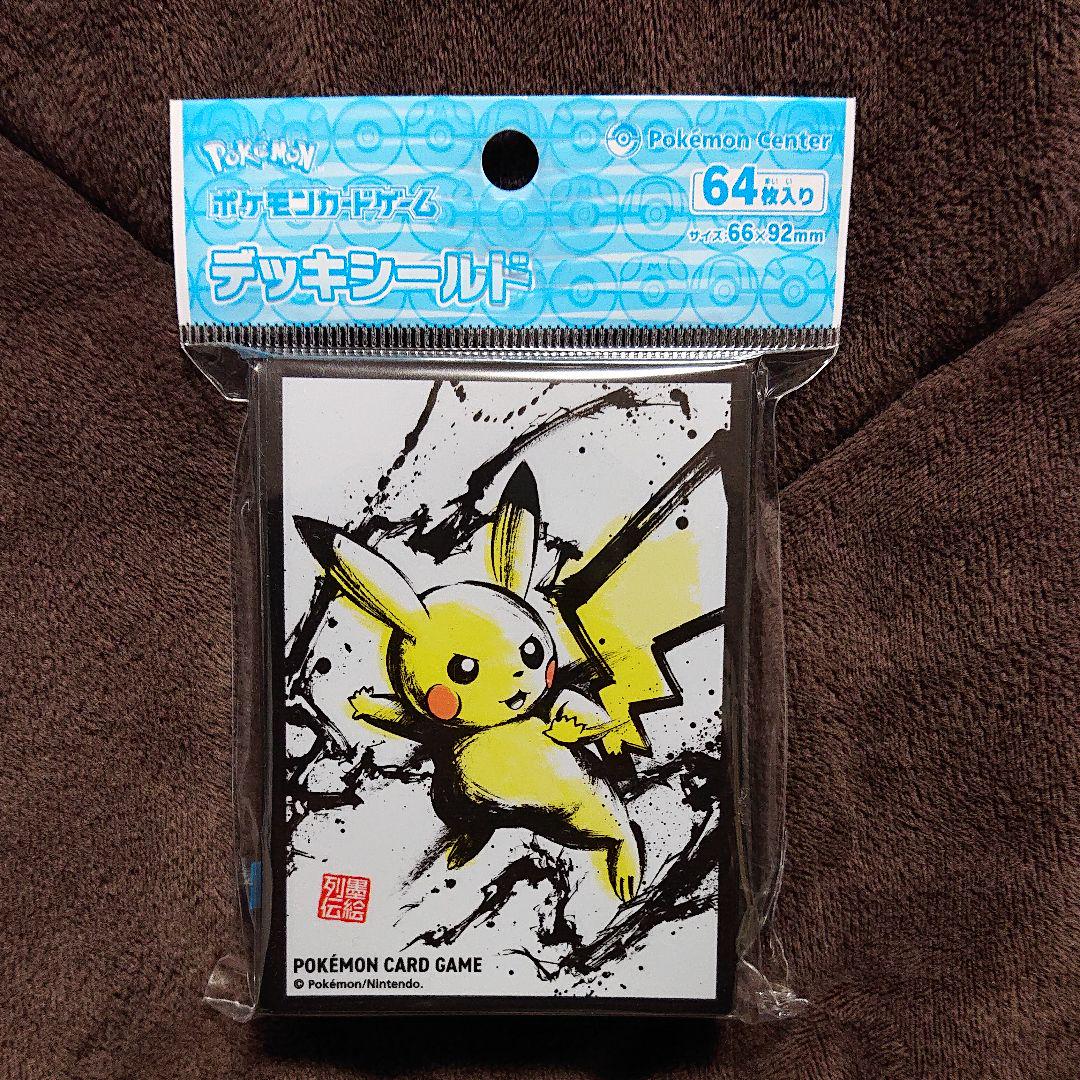 POKÉMON
ポケモンカードゲーム
デッキシールド
Pokémon Center
64枚入り
サイズ:66×92mm
墨絵
列伝
POKÉMON CARD GAME
© Pokémon/Nintendo.